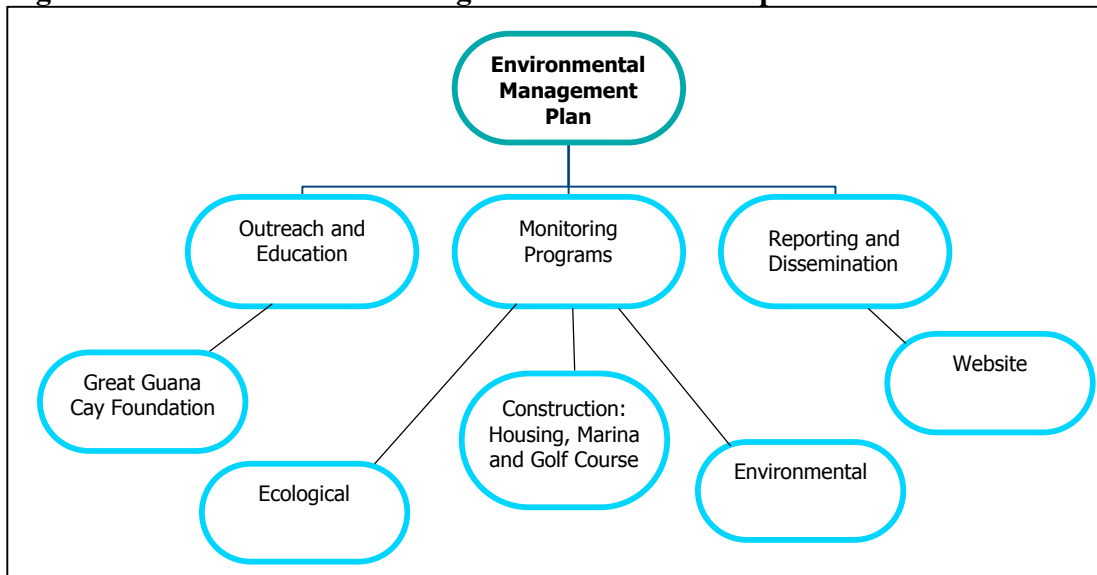 Environmental
Management
Plan
Outreach and
Education
Monitoring
Programs
Reporting and
Dissemination
Great Guana
Cay Foundation
Construction:
Housing, Marina
and Golf Course
Website
Ecological
Environmental